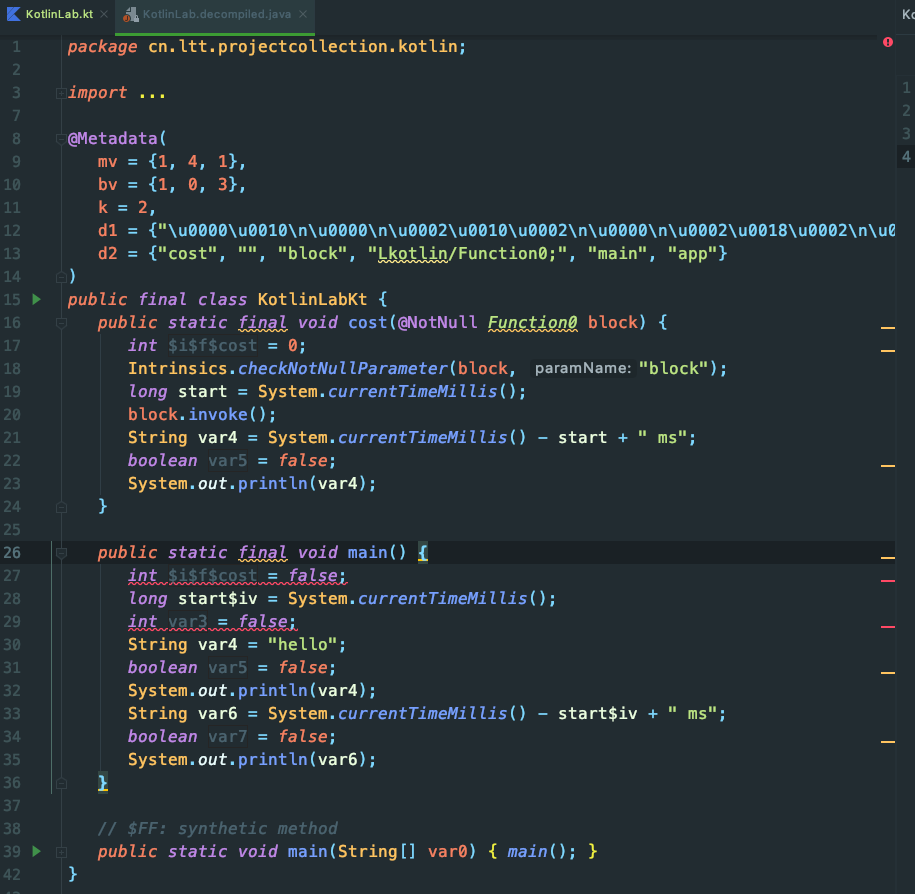 KotlinLab.kt
KotlinLab.decompiled.java
1 package cn.ltt.projectcollection.kotlin;
2
3 import ...
7
8 @Metadata(
9 mv = {1, 4, 1},
10 bv = {1, 0, 3},
11 k = 2,
12 d1 = {"\u0000\u0010\n\u0000\n\u0002\u0010\u0002\n\u0000\n\u0002\u0018\u0002\n\u0
13 d2 = {"cost", "", "block", "Lkotlin/Function0;", "main", "app"}
14 )
15 public final class KotlinLabKt {
16 public static final void cost(@NotNull Function0 block) {
17 int $i$f$cost = 0;
18 Intrinsics.checkNotNullParameter(block, paramName: "block");
19 long start = System.currentTimeMillis();
20 block.invoke();
21 String var4 = System.currentTimeMillis() - start + " ms";
22 boolean var5 = false;
23 System.out.println(var4);
24 }
25
26 public static final void main() {
27 int $i$f$cost = false;
28 long start$iv = System.currentTimeMillis();
29 int var3 = false;
30 String var4 = "hello";
31 boolean var5 = false;
32 System.out.println(var4);
33 String var6 = System.currentTimeMillis() - start$iv + " ms";
34 boolean var7 = false;
35 System.out.println(var6);
36 }
37
38 // $FF: synthetic method
39 public static void main(String[] var0) { main(); }
42 }
1
2
3
4